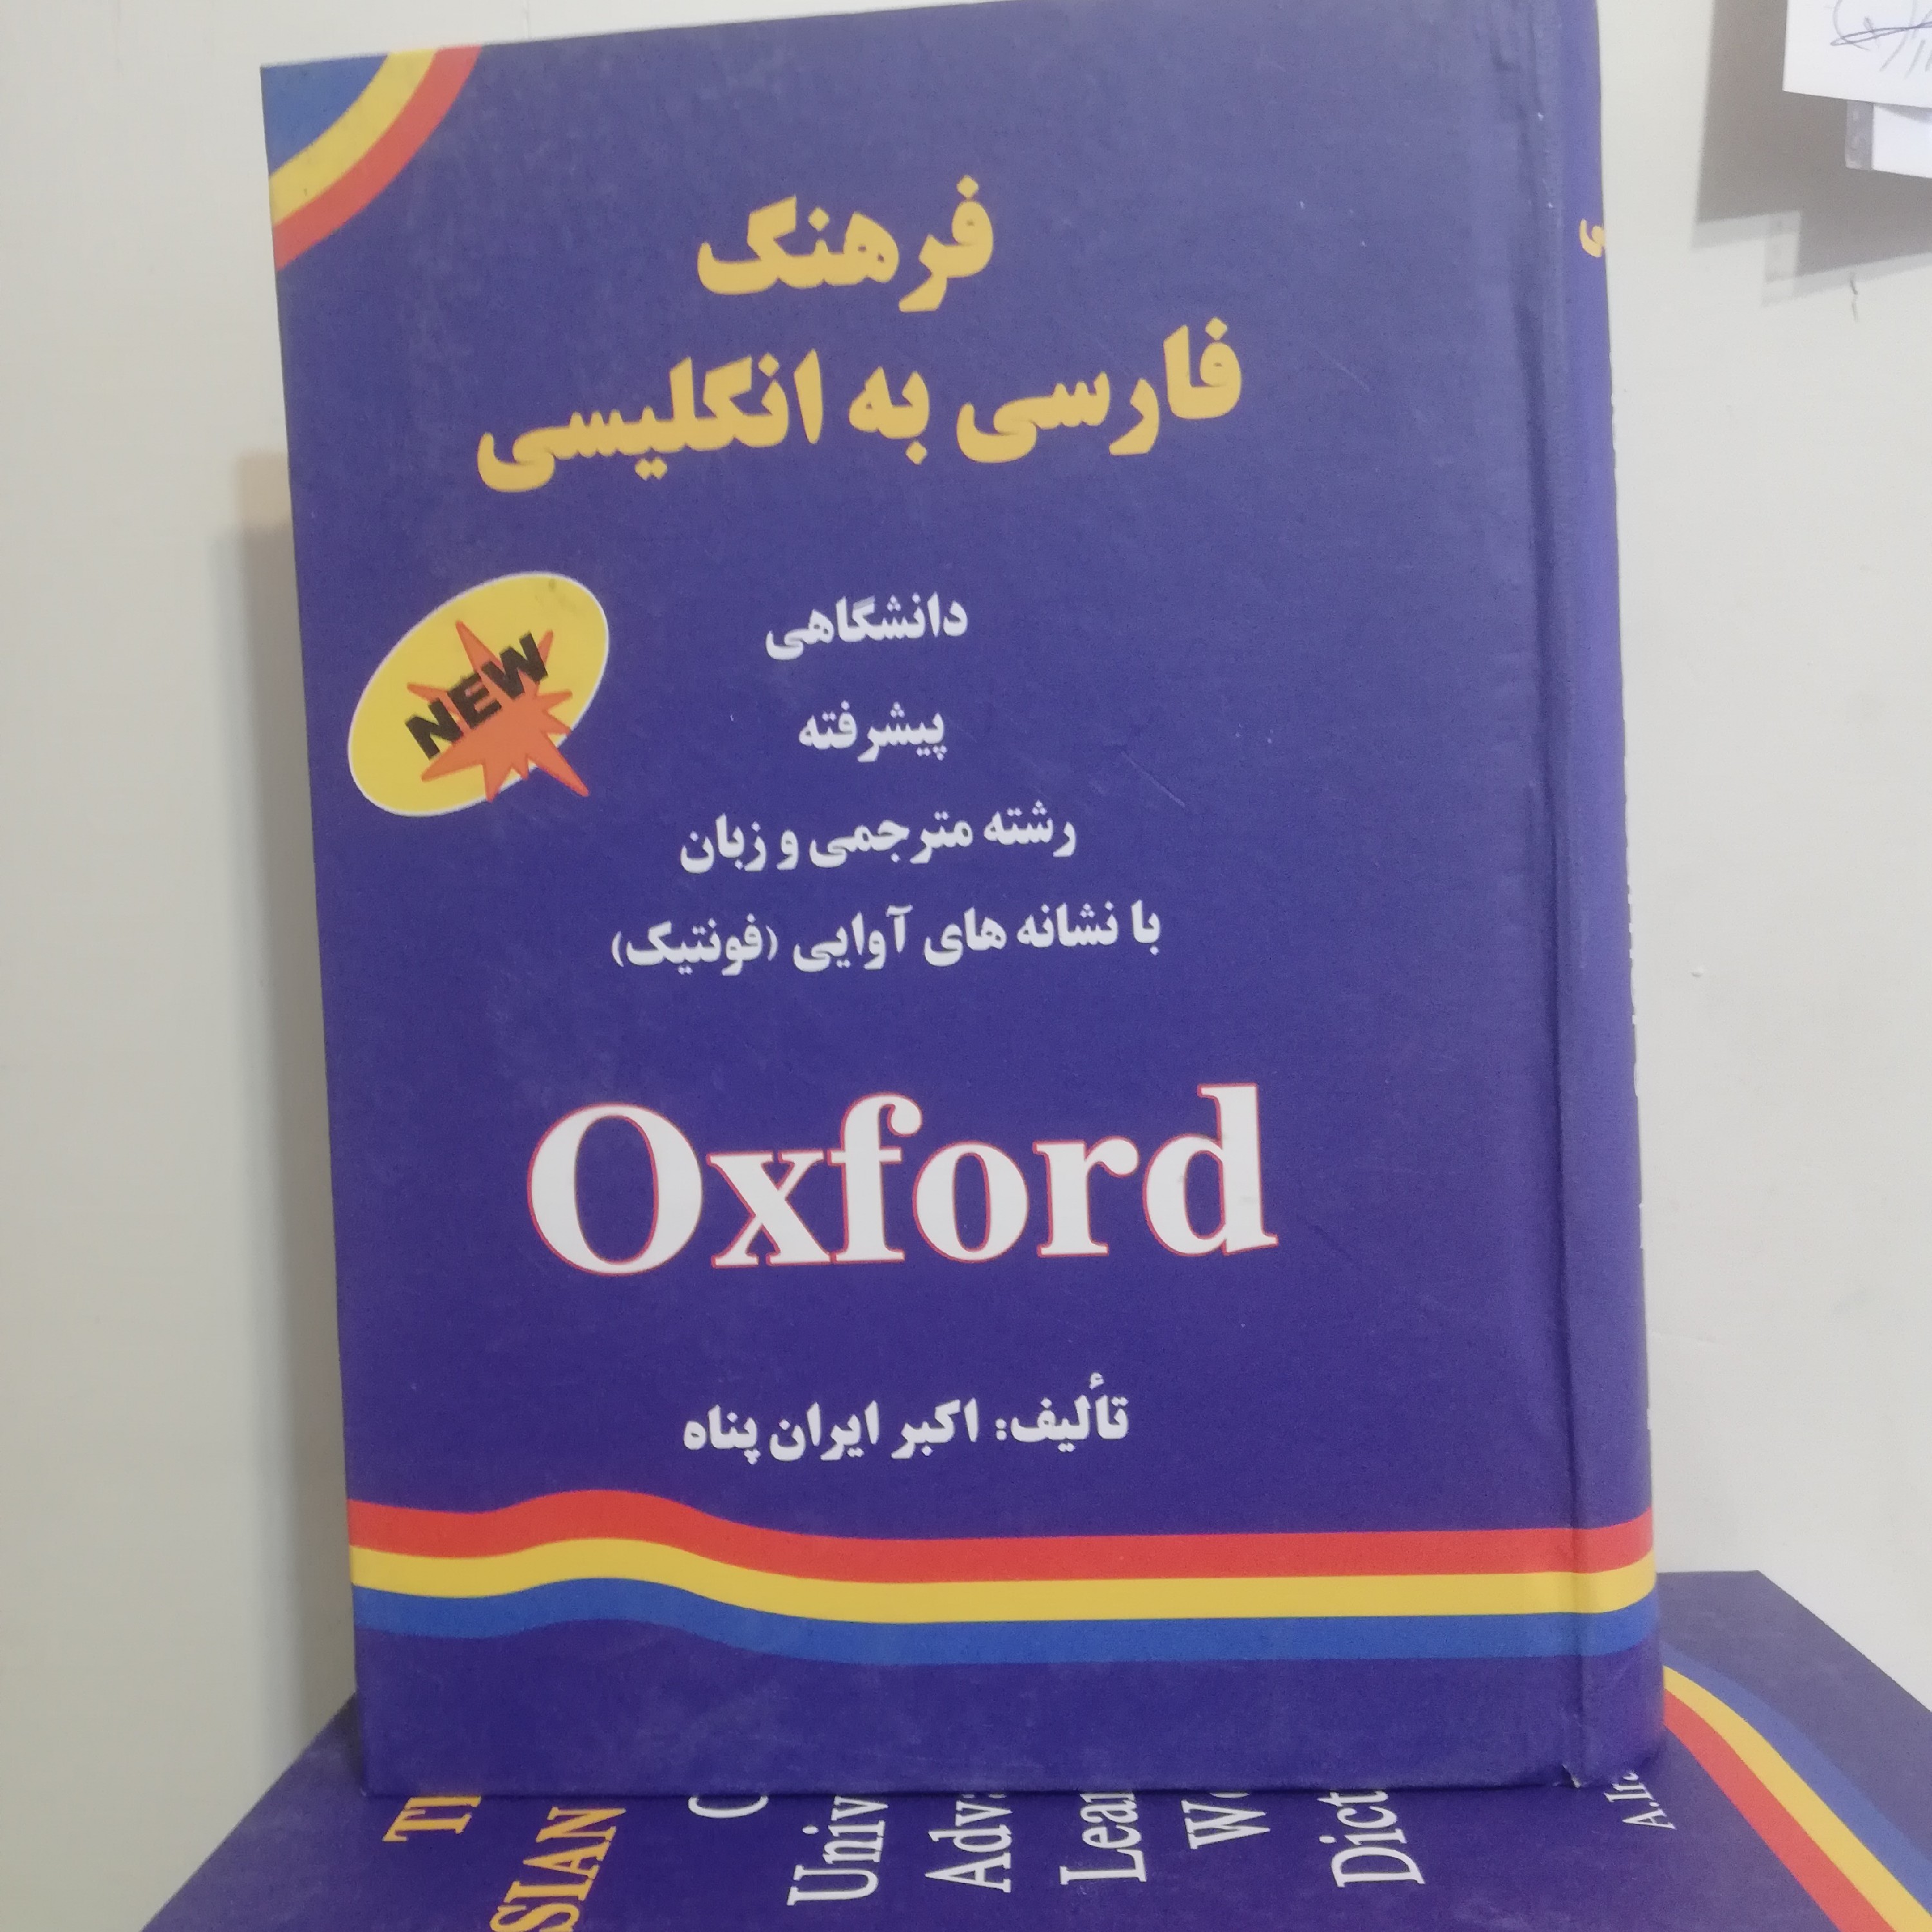 فرهنگ
فارسی به انگلیسی
NEW
دانشگاهی
پیشرفته
رشته مترجمی و زبان
با نشانه های آوایی (فونتیک)
Oxford
تألیف: اکبر ایران پناه